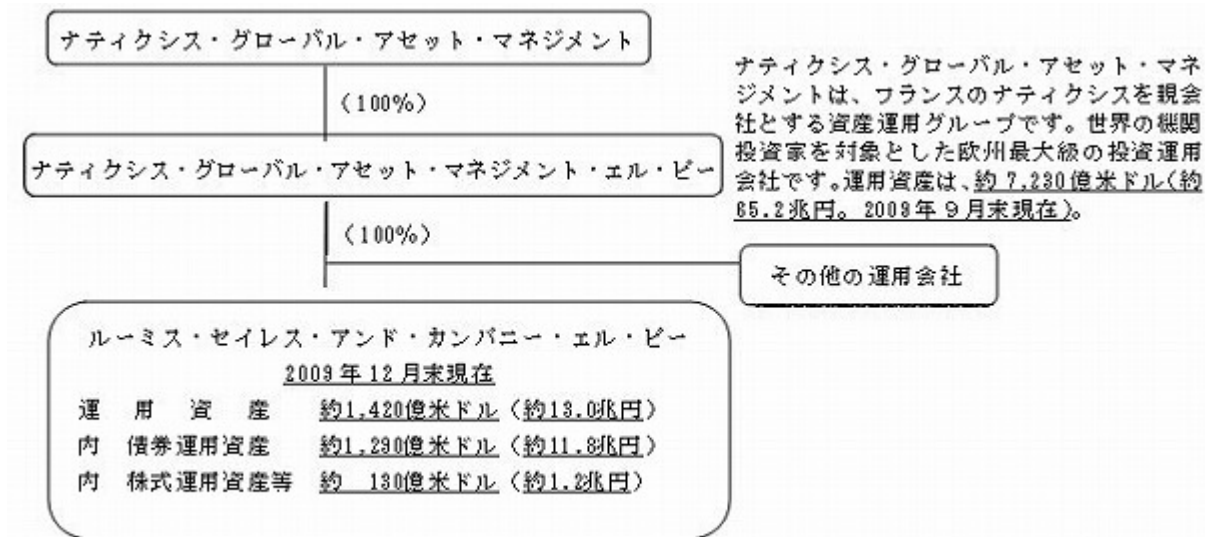 ナティクシス・グローバル・アセット・マネジメント
(100%)
ナティクシス・グローバル・アセット・マネジメント・エル・ピー
(100%)
ナティクシス・グローバル・アセット・マネ
ジメントは、フランスのナティクシスを親会
社とする資産運用グループです。世界の機関
投資家を対象とした欧州最大級の投資運用
会社です。運用資産は、約 7,230億米ドル(約
65.2兆円。2009年9月末現在)。
その他の運用会社
ルーミス・セイレス・アンド・カンパニー・エル・ピー
2009年12月末現在
運用資産 約1,420億米ドル (約13.0兆円)
内 債券運用資産 約1,290億米ドル (約11.8兆円)
内 株式運用資産等 約 130億米ドル (約1.2兆円)